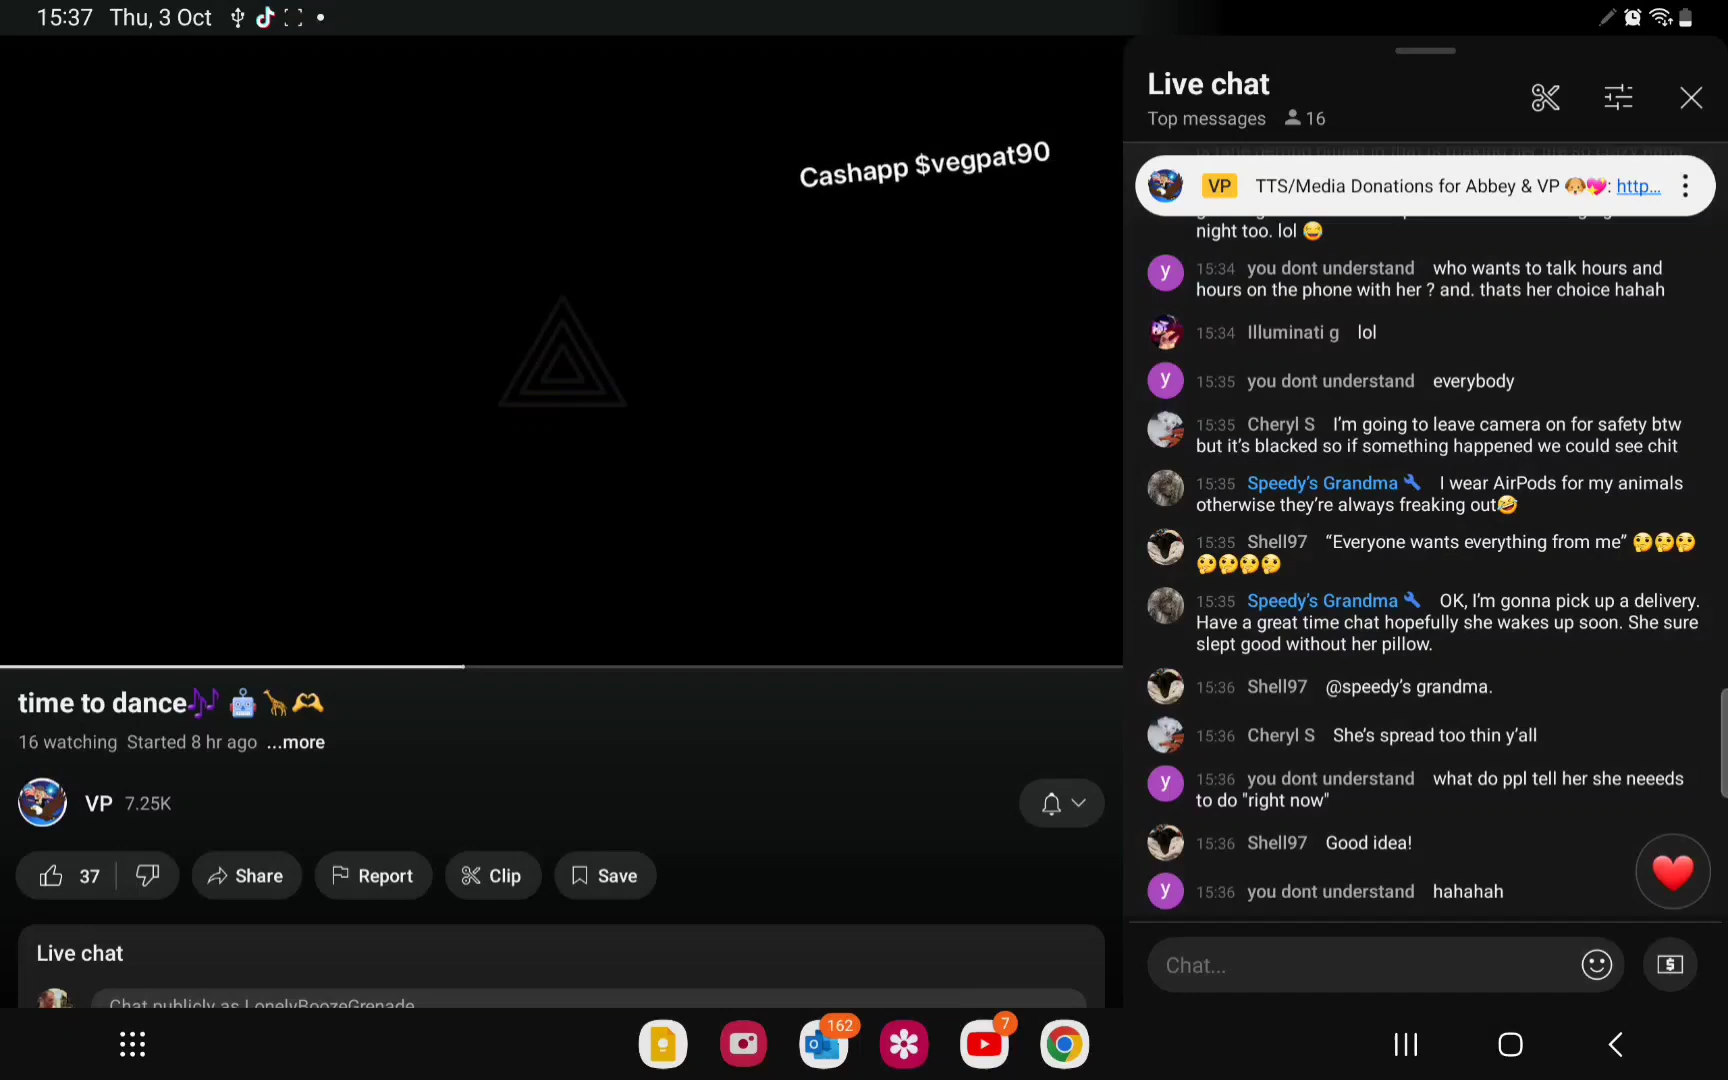 15:37 Thu, 3 Oct
Cashapp $vegpat90
time to dance🎶 🤖🦒🫶
16 watching Started 8 hr ago ...more
VP 7.25K
37 Share Report Clip Save
Live chat
Chat publicly as LonelyBoozeGrenade
Live chat
Top messages 16
VP TTS/Media Donations for Abbey & VP 🐶💖: http...
night too. lol 😂
y 15:34 you dont understand who wants to talk hours and
hours on the phone with her ? and. thats her choice hahah
15:34 Illuminati g lol
y 15:35 you dont understand everybody
15:35 Cheryl S I’m going to leave camera on for safety btw
but it’s blacked so if something happened we could see chit
15:35 Speedy’s Grandma I wear AirPods for my animals
otherwise they’re always freaking out🤣
15:35 Shell97 “Everyone wants everything from me” 🤔🤔🤔
🤔🤔🤔🤔
15:35 Speedy’s Grandma OK, I’m gonna pick up a delivery.
Have a great time chat hopefully she wakes up soon. She sure
slept good without her pillow.
15:36 Shell97 @speedy’s grandma.
15:36 Cheryl S She’s spread too thin y’all
y 15:36 you dont understand what do ppl tell her she neeeds
to do "right now"
15:36 Shell97 Good idea!
y 15:36 you dont understand hahahah
Chat...
162
7